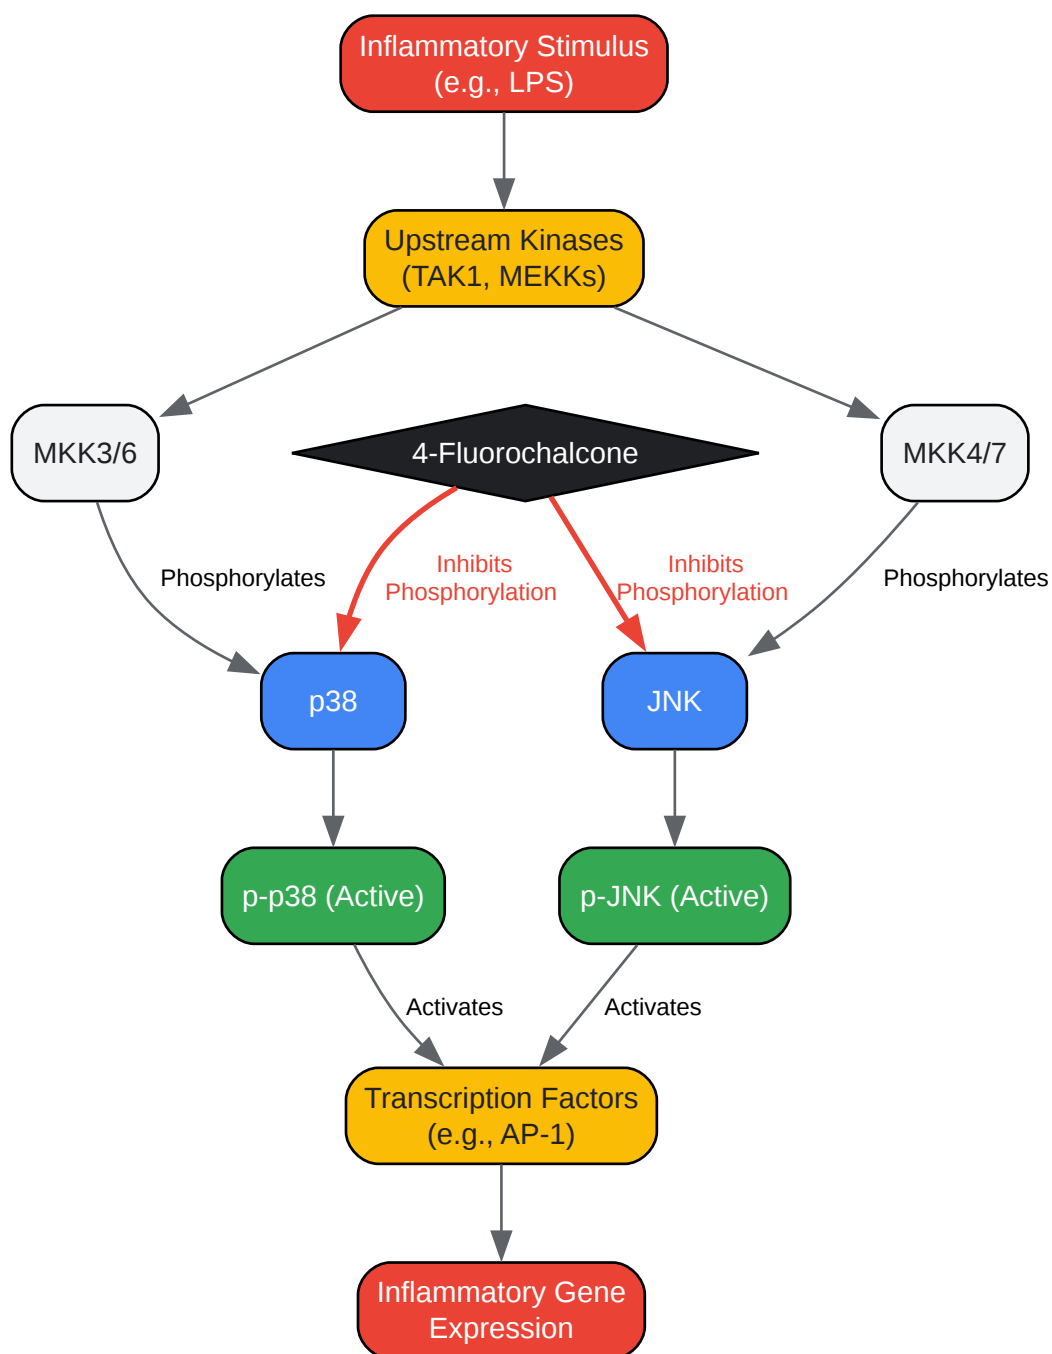 Inflammatory Stimulus
(e.g., LPS)
Upstream Kinases
(TAK1, MEKKs)
MKK3/6
4-Fluorochalcone
MKK4/7
Phosphorylates
Inhibits
Phosphorylation
Inhibits
Phosphorylation
Phosphorylates
p38
JNK
p-p38 (Active)
p-JNK (Active)
Activates
Activates
Transcription Factors
(e.g., AP-1)
Inflammatory Gene
Expression